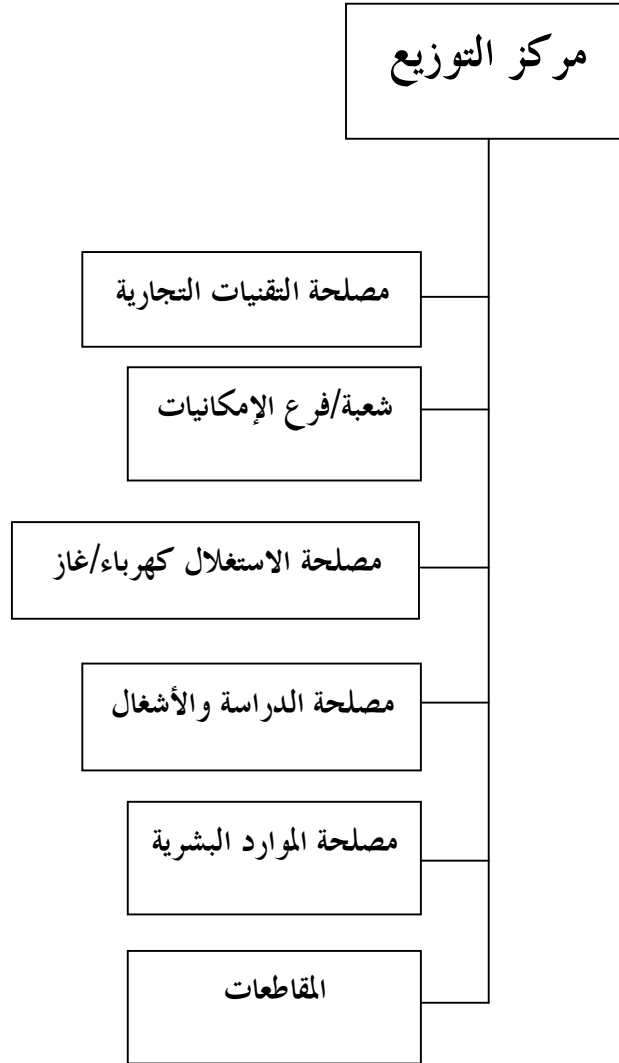 مركز التوزيع
مصلحة التقنيات التجارية
شعبة/فرع الإمكانيات
مصلحة الاستغلال كهرباء/غاز
مصلحة الدراسة والأشغال
مصلحة الموارد البشرية
المقاطعات